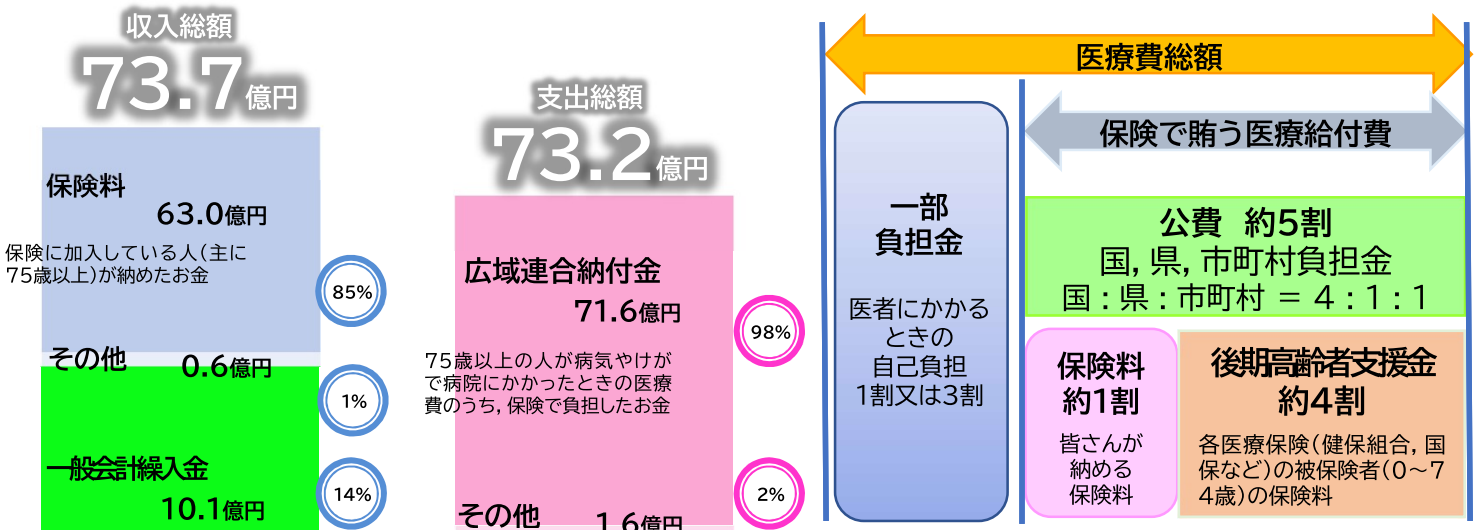 収入総額
73.7億円
保険料
63.0億円
保険に加入している人(主に
75歳以上)が納めたお金
85%
その他 0.6億円
1%
一般会計繰入金
10.1億円
14%
支出総額
73.2億円
広域連合納付金
71.6億円
98%
75歳以上の人が病気やけが
で病院にかかったときの医療
費のうち,保険で負担したお金
2%
その他 1.6億円
医療費総額
保険で賄う医療給付費
一部
負担金
医者にかかる
ときの
自己負担
1割又は3割
公費 約5割
国,県,市町村負担金
国:県:市町村 = 4:1:1
保険料
約1割
皆さんが
納める
保険料
後期高齢者支援金
約4割
各医療保険(健保組合,国
保など)の被保険者(0~7
4歳)の保険料